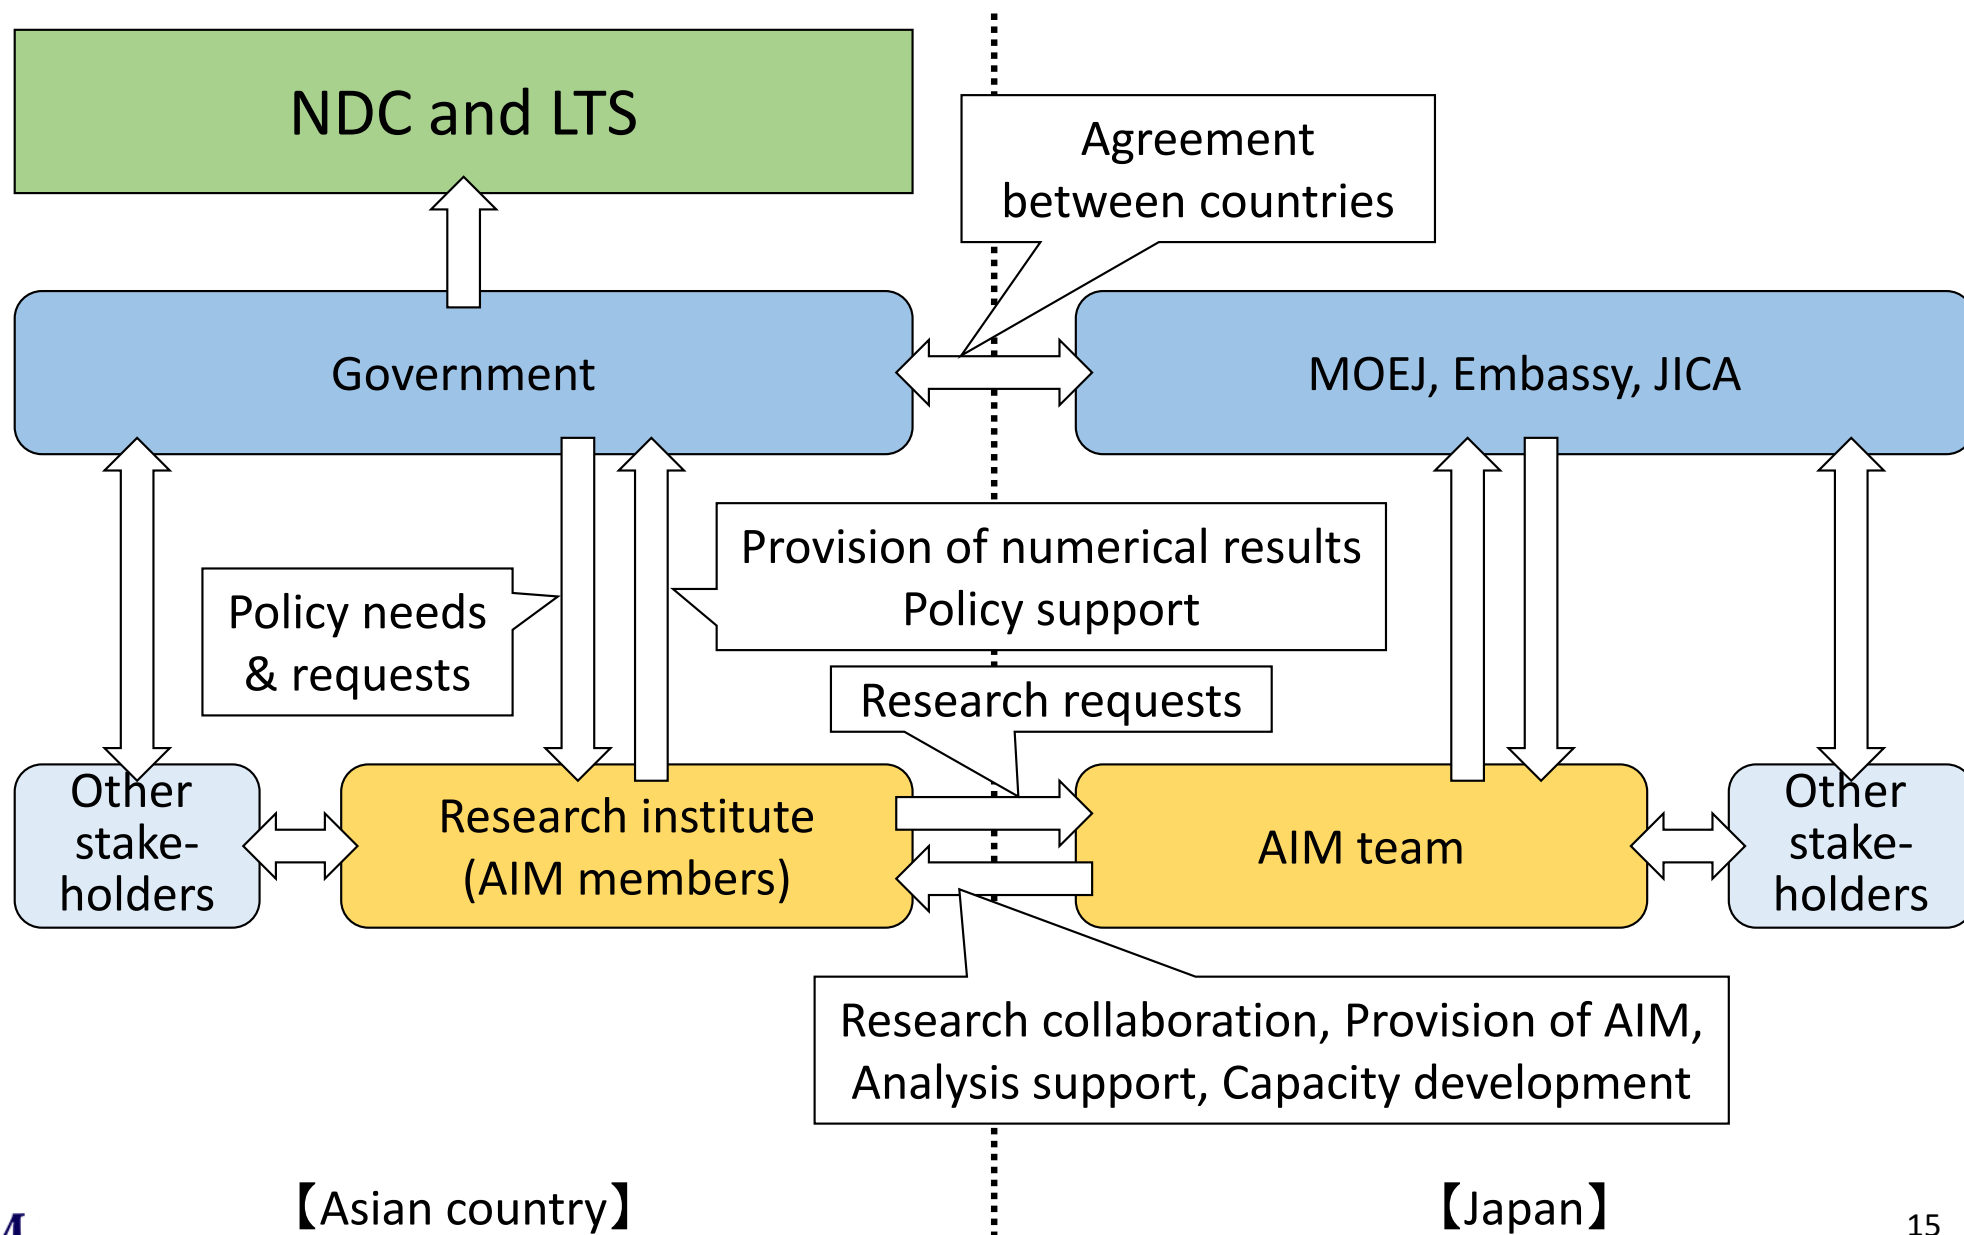 NDC and LTS
Agreement
between countries
Government
MOEJ, Embassy, JICA
Provision of numerical results
Policy support
Policy needs
& requests
Research requests
Other
stake-
holders
Research institute
(AIM members)
AIM team
Other
stake-
holders
Research collaboration, Provision of AIM,
Analysis support, Capacity development
【Asian country】
【Japan】
15